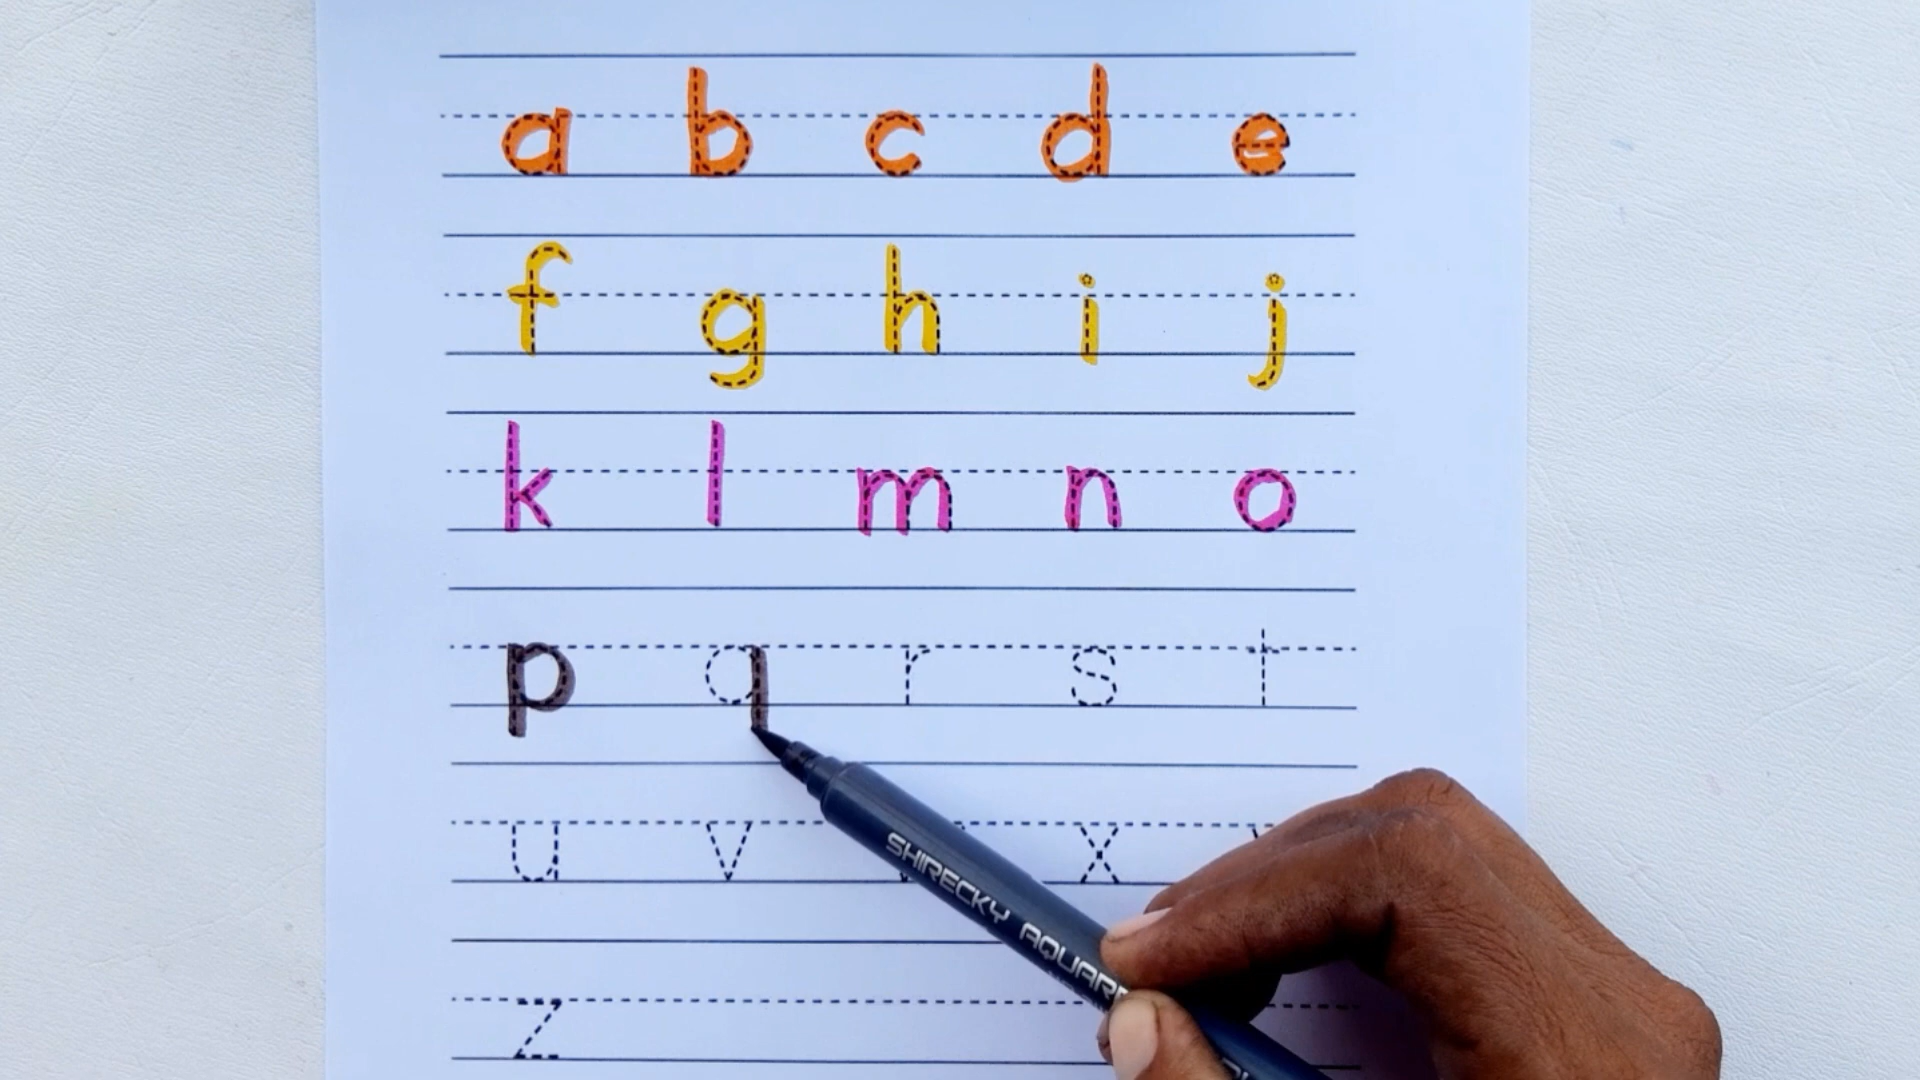 a b c d e
f g h i j
k l m n o
p q r s t
u v x
z
SHIRECKY AQUAR